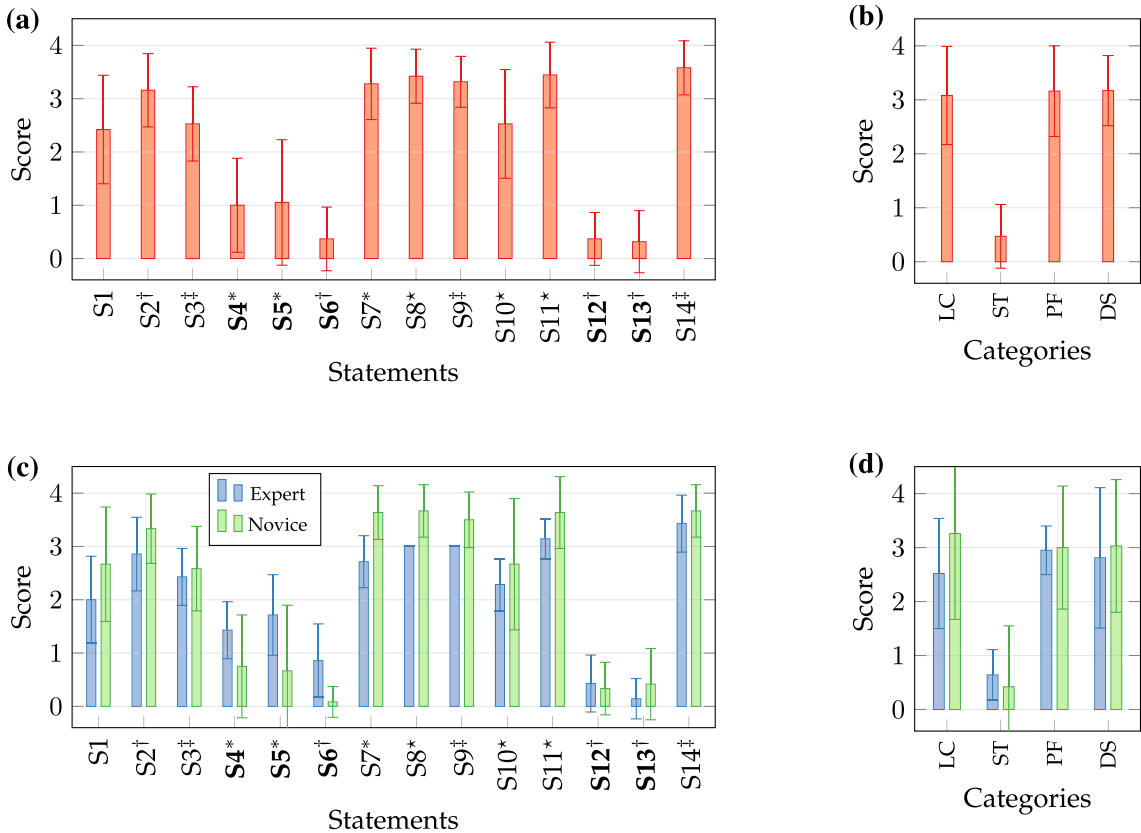 (a)
Score
4
3
2
1
0
S1
S2†
S3‡
S4*
S5*
S6†
S7*
S8*
S9‡
S10*
S11*
S12†
S13†
S14‡
Statements
(b)
Score
4
3
2
1
0
LC
ST
PF
DS
Categories
(c)
Score
4
3
2
1
0
Expert
Novice
S1
S2†
S3‡
S4*
S5*
S6†
S7*
S8*
S9‡
S10*
S11*
S12†
S13†
S14‡
Statements
(d)
Score
4
3
2
1
0
LC
ST
PF
DS
Categories